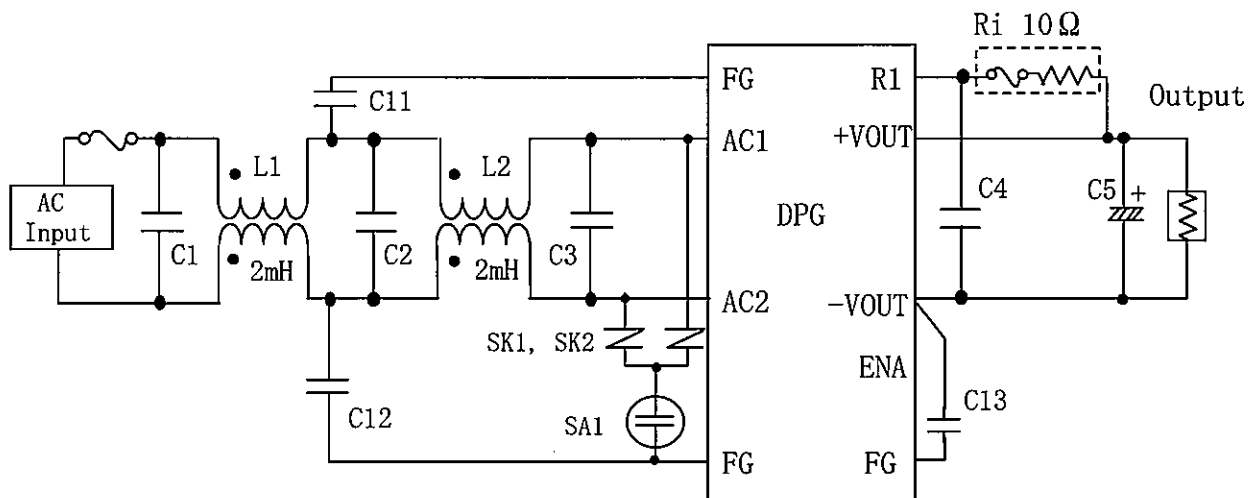 Ri 10Ω
FG
R1
Output
C11
AC1
+VOUT
L1
L2
C4
C5
+
AC
Input
DPG
C1
2mH
C2
2mH
C3
AC2
-VOUT
SK1, SK2
ENA
C12
C13
SA1
FG
FG